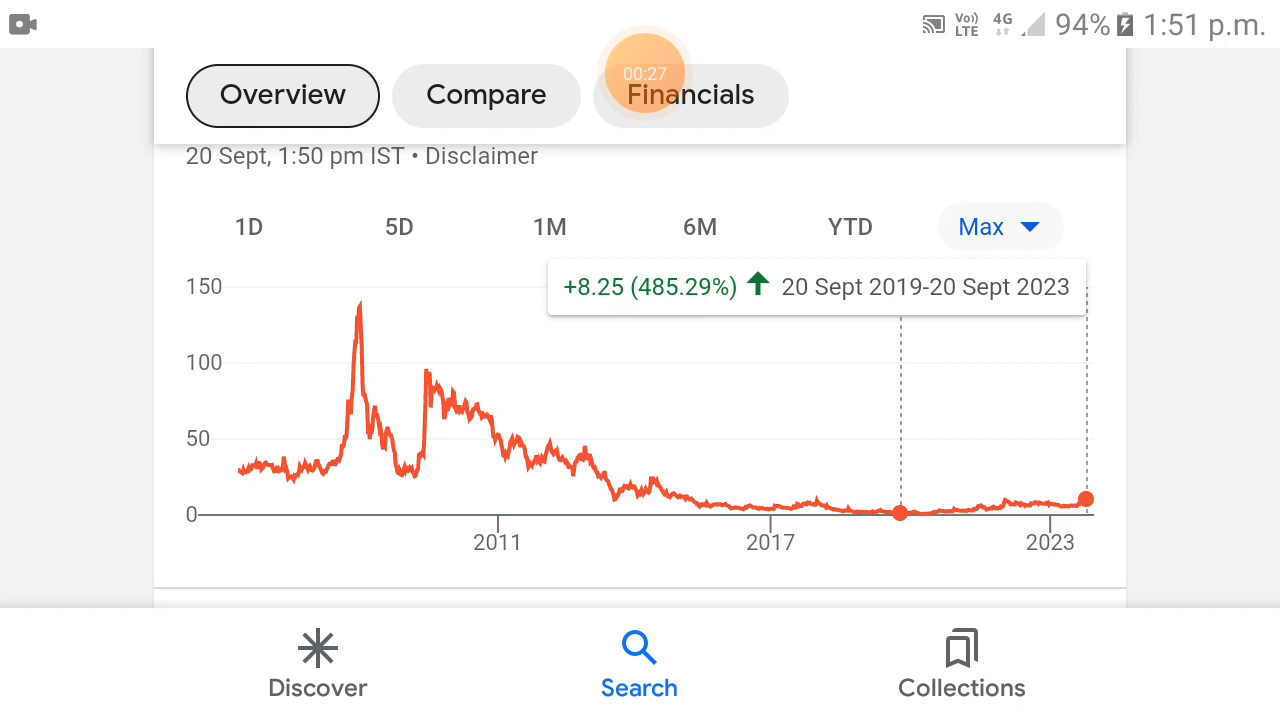 Vo)) LTE 4G 94% 1:51 p.m.
00:27
Overview Compare Financials
20 Sept, 1:50 pm IST • Disclaimer
1D 5D 1M 6M YTD Max
+8.25 (485.29%) 20 Sept 2019-20 Sept 2023
150
100
50
0
2011 2017 2023
Discover Search Collections